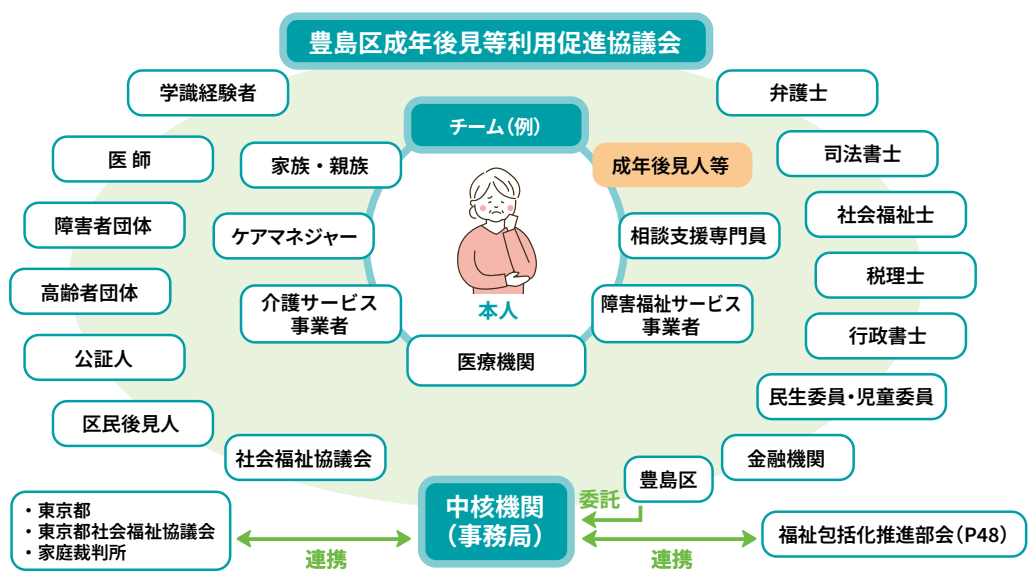 豊島区成年後見等利用促進協議会
学識経験者
弁護士
チーム（例）
医 師
家族・親族
成年後見人等
司法書士
障害者団体
ケアマネジャー
相談支援専門員
社会福祉士
高齢者団体
税理士
介護サービス
事業者
本人
障害福祉サービス
事業者
公証人
医療機関
行政書士
区民後見人
民生委員・児童委員
社会福祉協議会
金融機関
豊島区
委託
中核機関
（事務局）
・東京都
・東京都社会福祉協議会
・家庭裁判所
連携
連携
福祉包括化推進部会（P48）